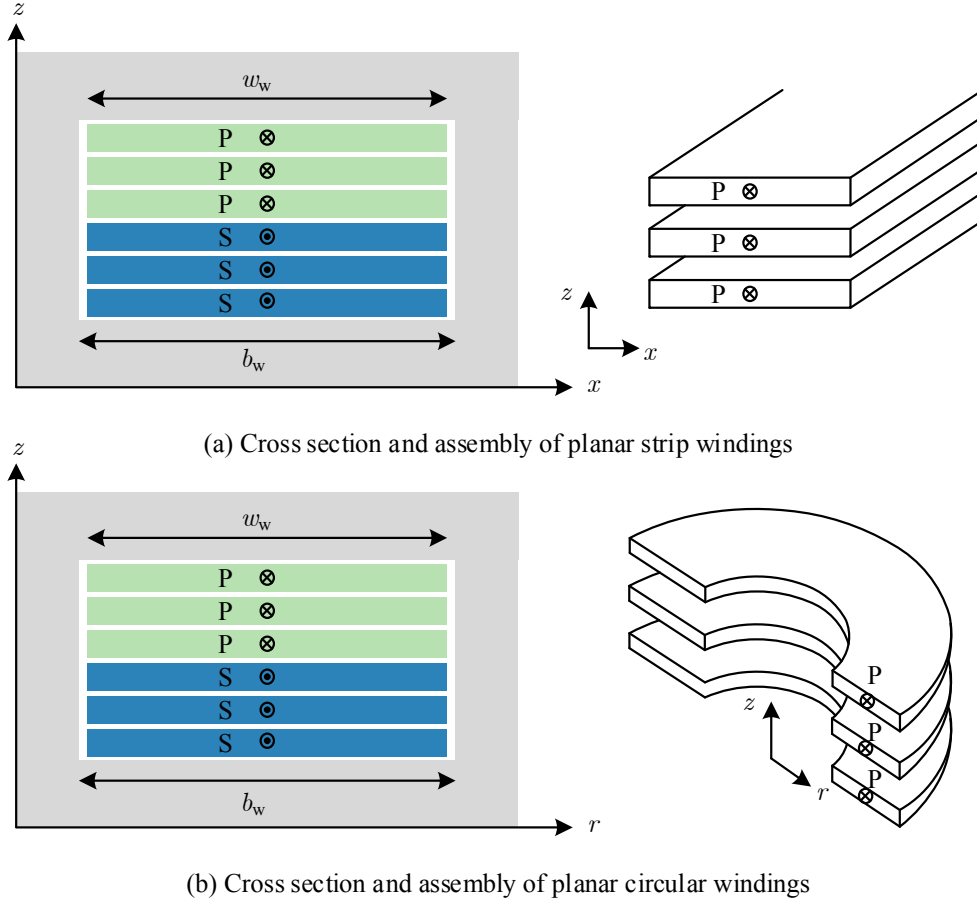 z
w_w
P ⊗
P ⊗
P ⊗
S ⊙
S ⊙
S ⊙
b_w
x
P ⊗
P ⊗
P ⊗
z
x
(a) Cross section and assembly of planar strip windings
z
w_w
P ⊗
P ⊗
P ⊗
S ⊙
S ⊙
S ⊙
b_w
r
P ⊗
P ⊗
P ⊗
z
r
(b) Cross section and assembly of planar circular windings